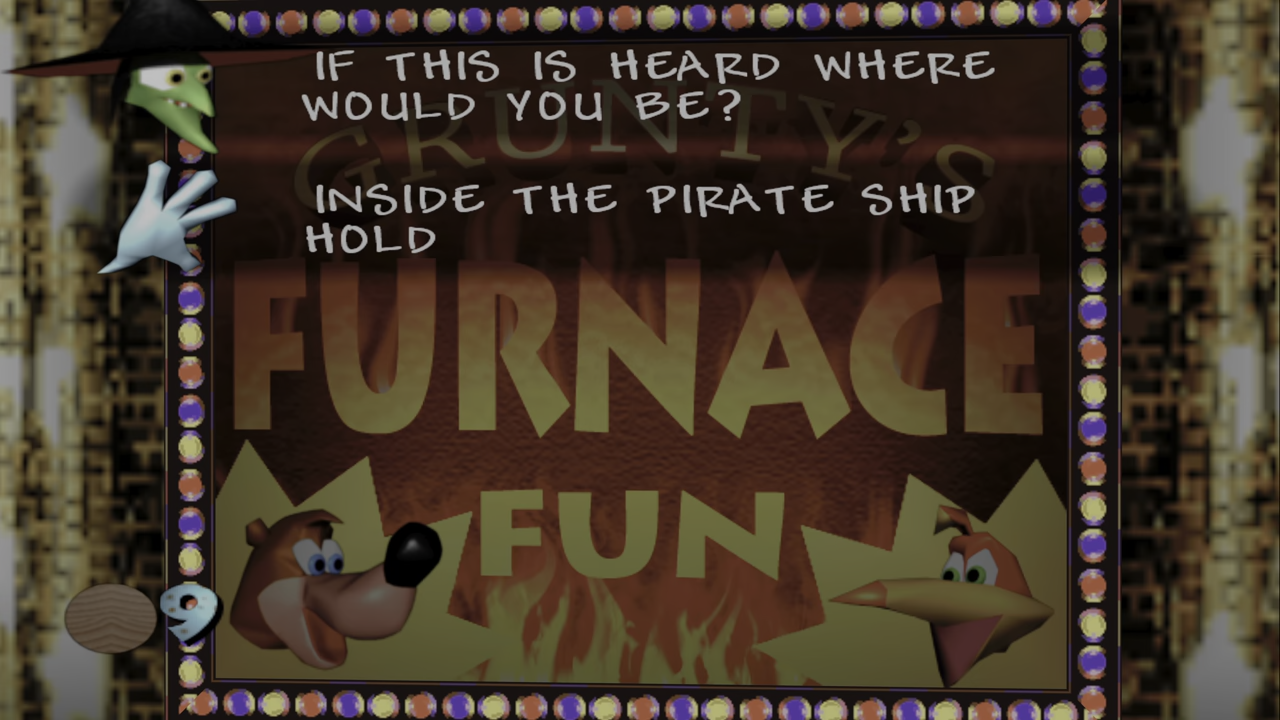 IF THIS IS HEARD WHERE
WOULD YOU BE?
GRUNTY'S
INSIDE THE PIRATE SHIP
HOLD
FURNACE
FUN
9